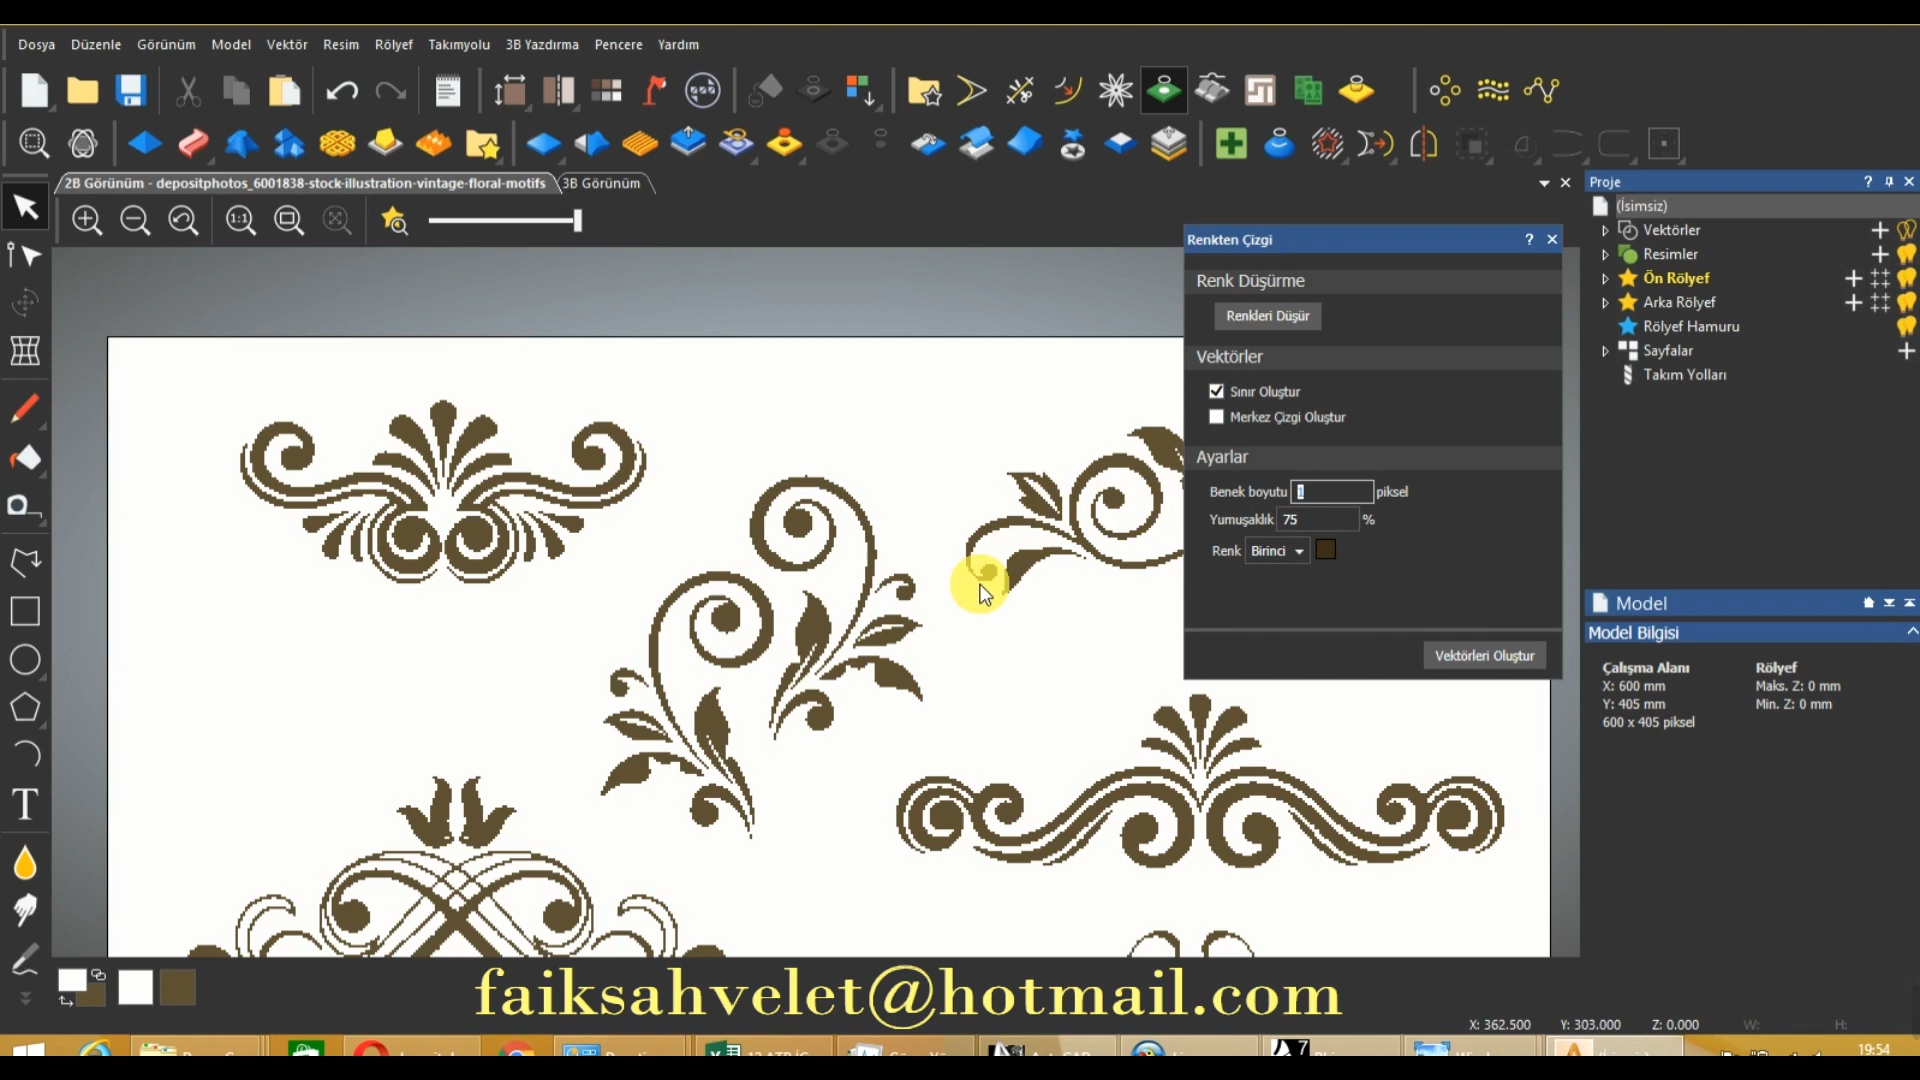 Dosya Düzenle Görünüm Model Vektör Resim Rölyef Takımyolu 3B Yazdırma Pencere Yardım
2B Görünüm - depositphotos_6001838-stock-illustration-vintage-floral-motifs
3B Görünüm
1:1
Renkten Çizgi
?
Renk Düşürme
Renkleri Düşür
Vektörler
Sınır Oluştur
Merkez Çizgi Oluştur
Ayarlar
Benek boyutu 1 piksel
Yumuşaklık 75 %
Renk Birinci
Vektörleri Oluştur
Proje
?
(İsimsiz)
Vektörler
Resimler
Ön Rölyef
Arka Rölyef
Rölyef Hamuru
Sayfalar
Takım Yolları
Model
Model Bilgisi
Çalışma Alanı Rölyef
X: 600 mm Maks. Z: 0 mm
Y: 405 mm Min. Z: 0 mm
600 x 405 piksel
T
faiksahvelet@hotmail.com
X: 362.500 Y: 303.000 Z: 0.000 W: H:
19:54